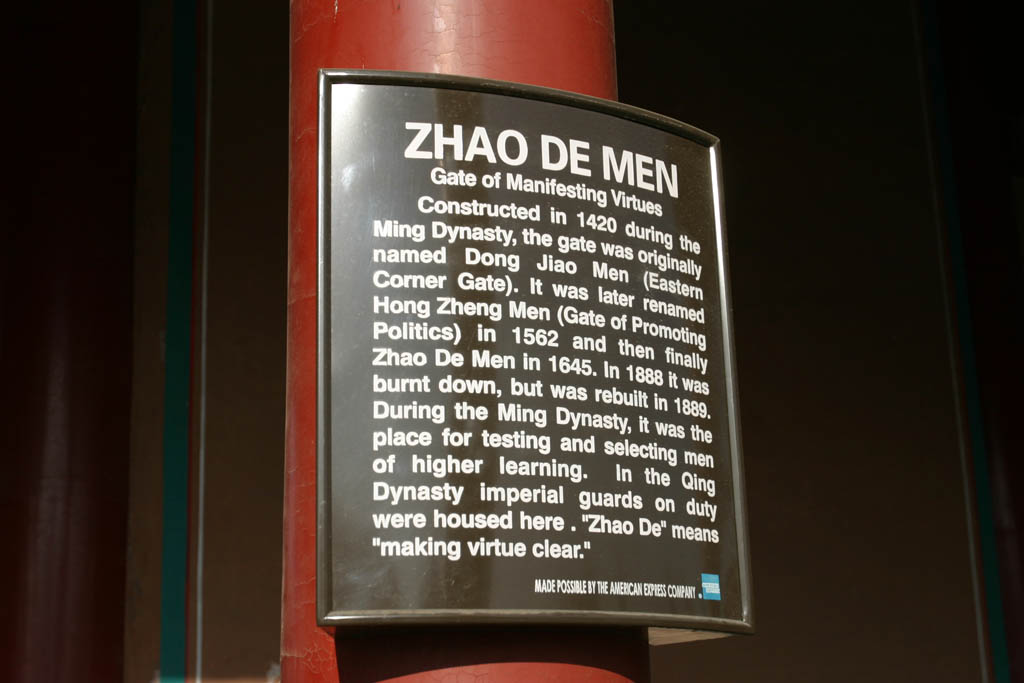 ZHAO DE MEN
Gate of Manifesting Virtues
Constructed in 1420 during the
Ming Dynasty, the gate was originally
named Dong Jiao Men (Eastern
Corner Gate). It was later renamed
Hong Zheng Men (Gate of Promoting
Politics) in 1562 and then finally
Zhao De Men in 1645. In 1888 it was
burnt down, but was rebuilt in 1889.
During the Ming Dynasty, it was the
place for testing and selecting men
of higher learning. In the Qing
Dynasty imperial guards on duty
were housed here . "Zhao De" means
"making virtue clear."
MADE POSSIBLE BY THE AMERICAN EXPRESS COMPANY .